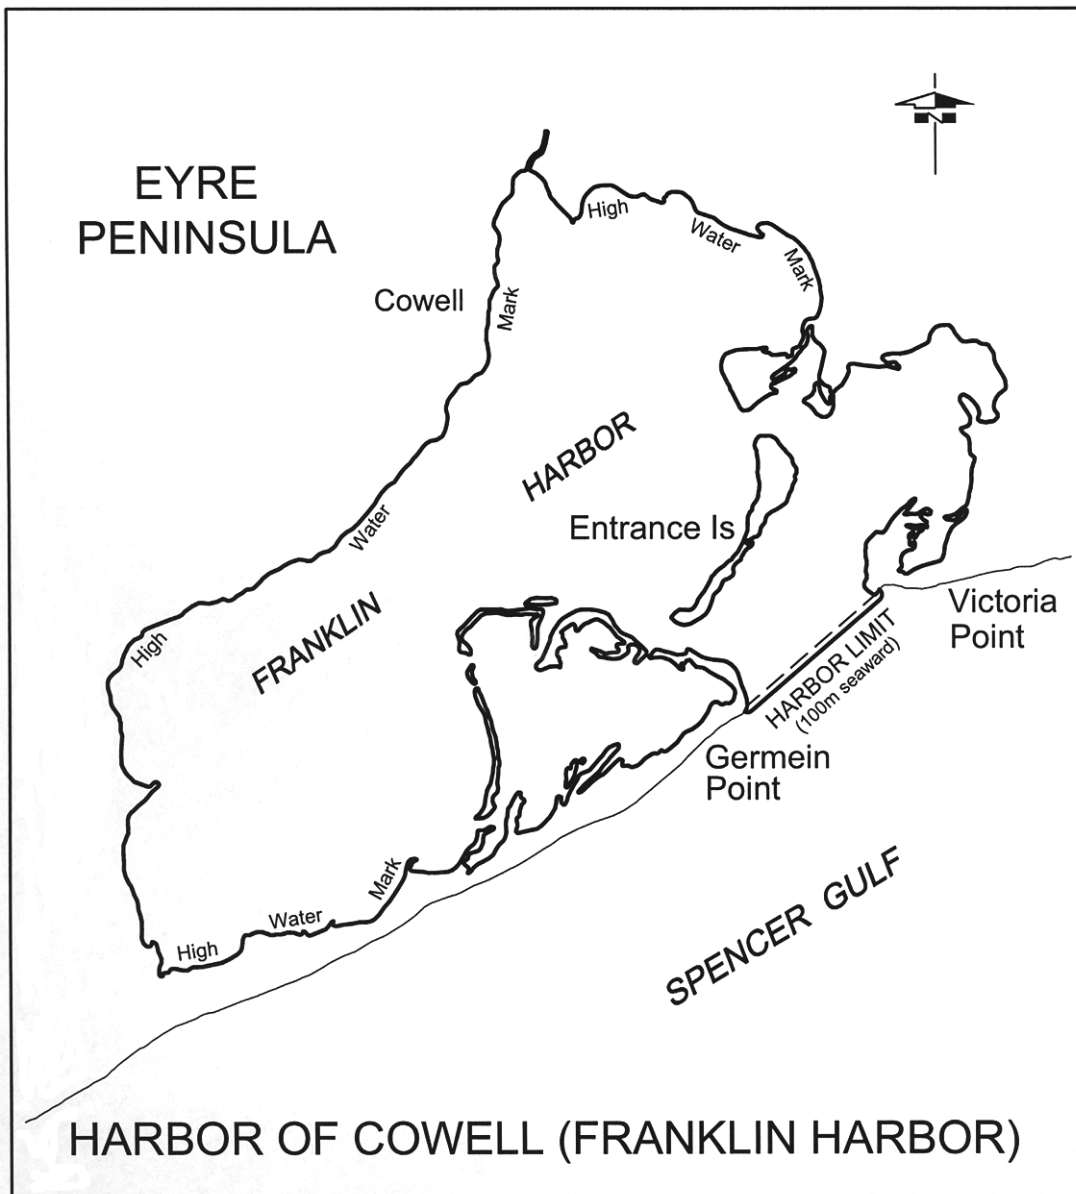 N
EYRE
PENINSULA
High
Water
Mark
Cowell
Mark
HARBOR
Water
Entrance Is
High
FRANKLIN
Victoria
Point
HARBOR LIMIT
(100m seaward)
Germein
Point
Mark
Water
High
SPENCER GULF
HARBOR OF COWELL (FRANKLIN HARBOR)